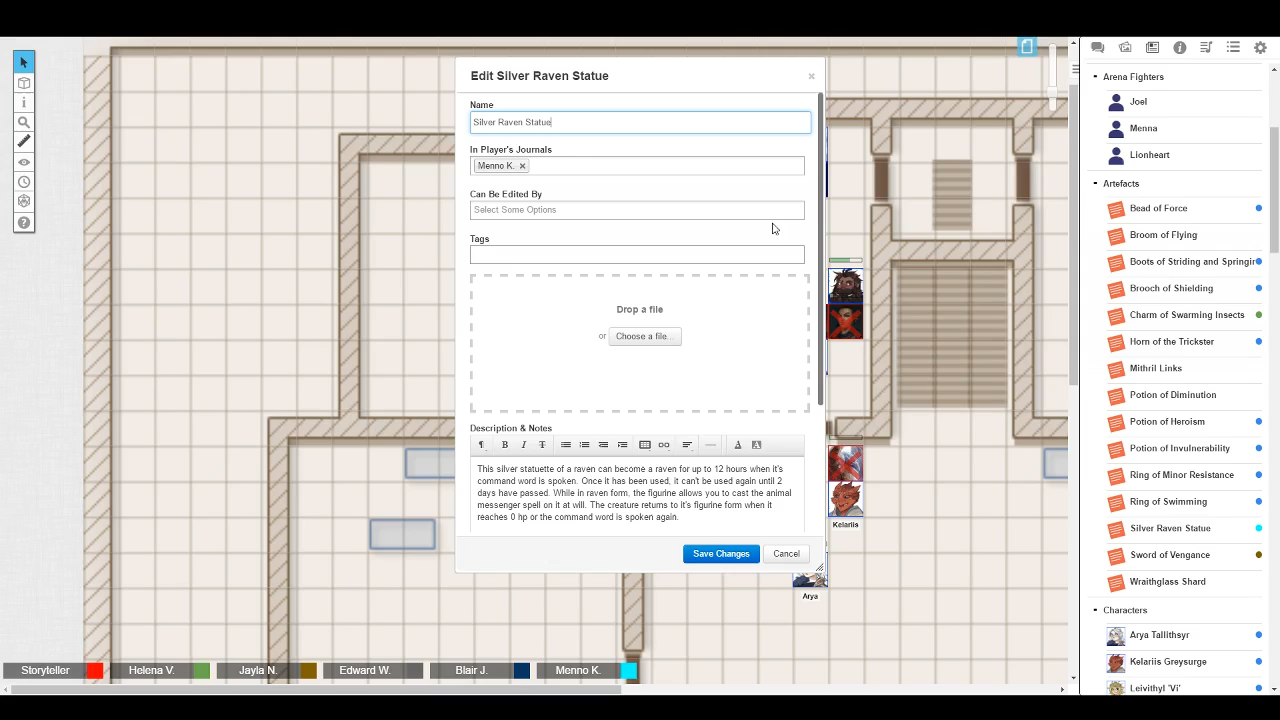 Edit Silver Raven Statue
×
Name
Silver Raven Statue
In Player's Journals
Menno K. ×
Can Be Edited By
Select Some Options
Tags
Drop a file
or Choose a file...
Description & Notes
This silver statuette of a raven can become a raven for up to 12 hours when it's
command word is spoken. Once it has been used, it can't be used again until 2
days have passed. While in raven form, the figurine allows you to cast the animal
messenger spell on it at will. The creature returns to it's figurine form when it
reaches 0 hp or the command word is spoken again.
Save Changes
Cancel
Kelariis
Arya
Storyteller
Helena V.
Jayla N.
Edward W.
Blair J.
Menno K.
Arena Fighters
Joel
Menna
Lionheart
Artefacts
Bead of Force
Broom of Flying
Boots of Striding and Springin
Brooch of Shielding
Charm of Swarming Insects
Horn of the Trickster
Mithril Links
Potion of Diminution
Potion of Heroism
Potion of Invulnerability
Ring of Minor Resistance
Ring of Swimming
Silver Raven Statue
Sword of Vengance
Wraithglass Shard
Characters
Arya Tallithsyr
Kelariis Greysurge
Leivithyl 'Vi'